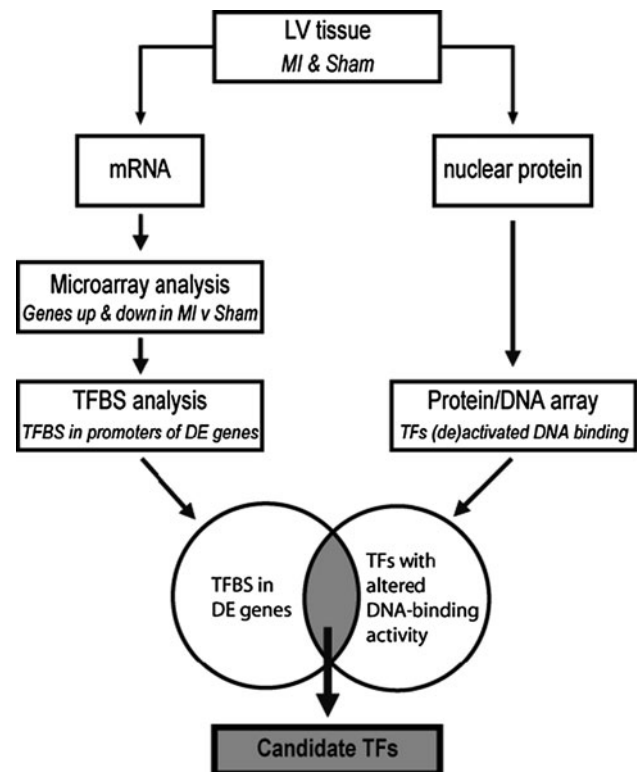 LV tissue
MI & Sham
mRNA
nuclear protein
Microarray analysis
Genes up & down in MI v Sham
TFBS analysis
TFBS in promoters of DE genes
Protein/DNA array
TFs (de)activated DNA binding
TFBS in
DE genes
TFs with
altered
DNA-binding
activity
Candidate TFs